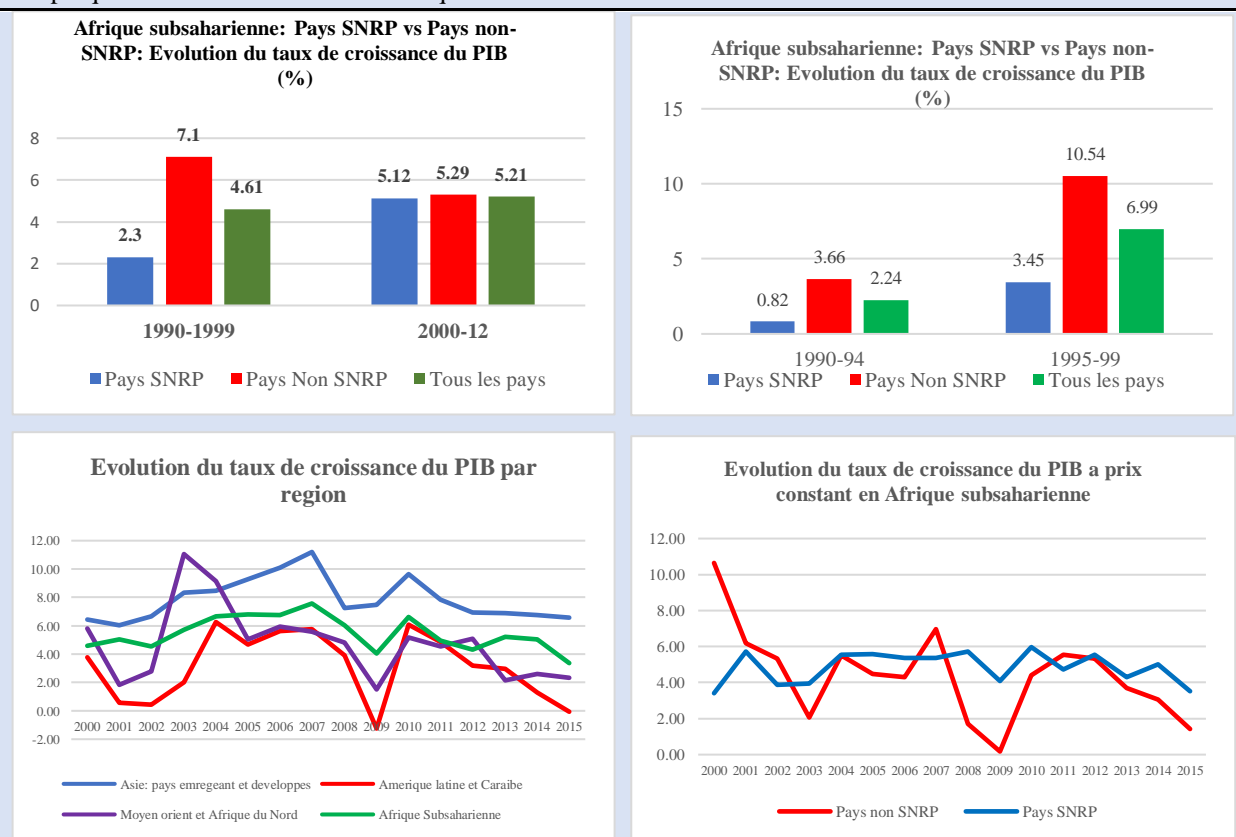 Afrique subsaharienne: Pays SNRP vs Pays non-
SNRP: Evolution du taux de croissance du PIB
(%)
8
6
4
2
0
2.3
7.1
4.61
5.12
5.29
5.21
1990-1999
2000-12
Pays SNRP
Pays Non SNRP
Tous les pays
Afrique subsaharienne: Pays SNRP vs Pays non-
SNRP: Evolution du taux de croissance du PIB
(%)
15
10
5
0
0.82
3.66
2.24
3.45
10.54
6.99
1990-94
1995-99
Pays SNRP
Pays Non SNRP
Tous les pays
Evolution du taux de croissance du PIB par
region
12.00
10.00
8.00
6.00
4.00
2.00
0.00
-2.00
2000 2001 2002 2003 2004 2005 2006 2007 2008 2009 2010 2011 2012 2013 2014 2015
Asie: pays emregeant et developpes
Amerique latine et Caraibe
Moyen orient et Afrique du Nord
Afrique Subsaharienne
Evolution du taux de croissance du PIB a prix
constant en Afrique subsaharienne
12.00
10.00
8.00
6.00
4.00
2.00
0.00
2000 2001 2002 2003 2004 2005 2006 2007 2008 2009 2010 2011 2012 2013 2014 2015
Pays non SNRP
Pays SNRP